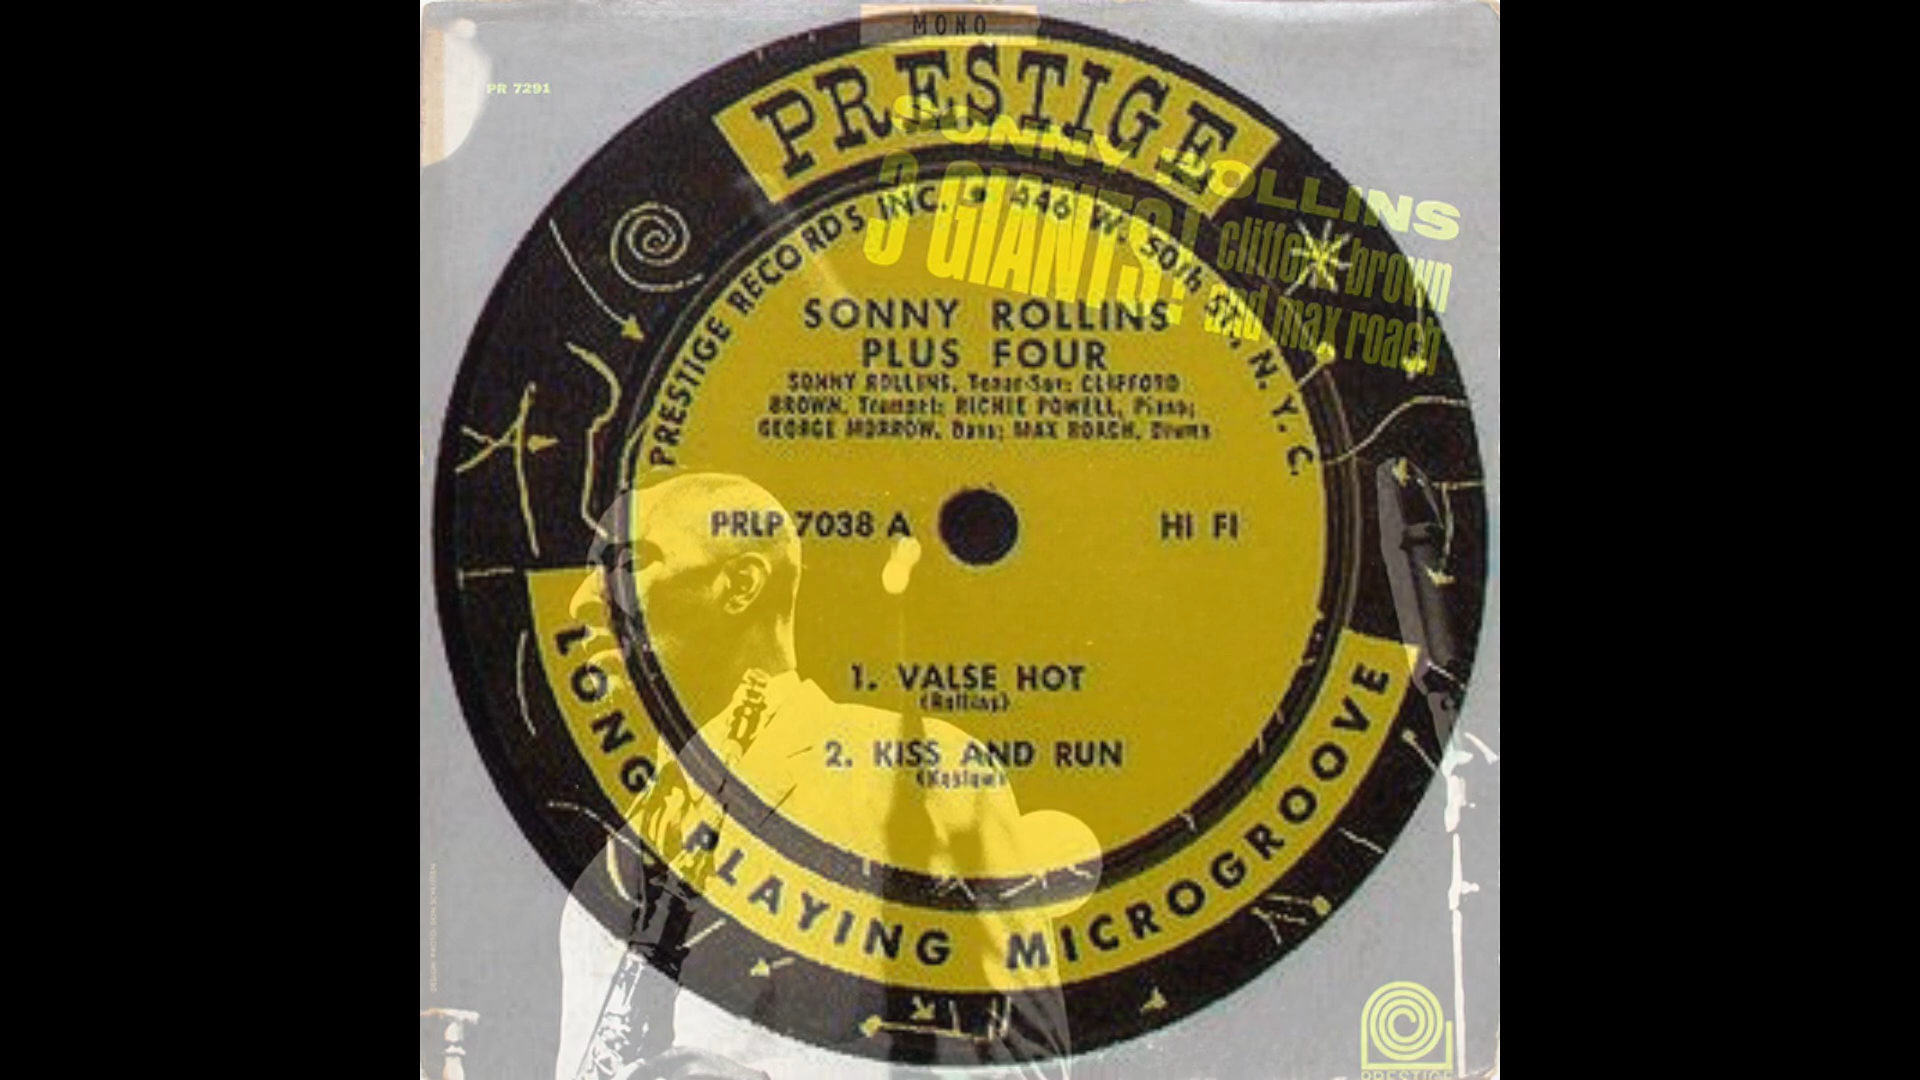 MONO
PR 7291
PRESTIGE
SONNY ROLLINS
3 GIANTS!
clifford brown
and max roach
PRESTIGE RECORDS INC. • 446 W. 50th ST., N.Y.C.
SONNY ROLLINS
PLUS FOUR
SONNY ROLLINS, Tenor Sax; CLIFFORD
BROWN, Trumpet; RICHIE POWELL, Piano;
GEORGE MORROW, Bass; MAX ROACH, Drums
PRLP 7038 A
HI FI
1. VALSE HOT
(Rollins)
2. KISS AND RUN
LONG PLAYING MICROGROOVE
PRESTIGE